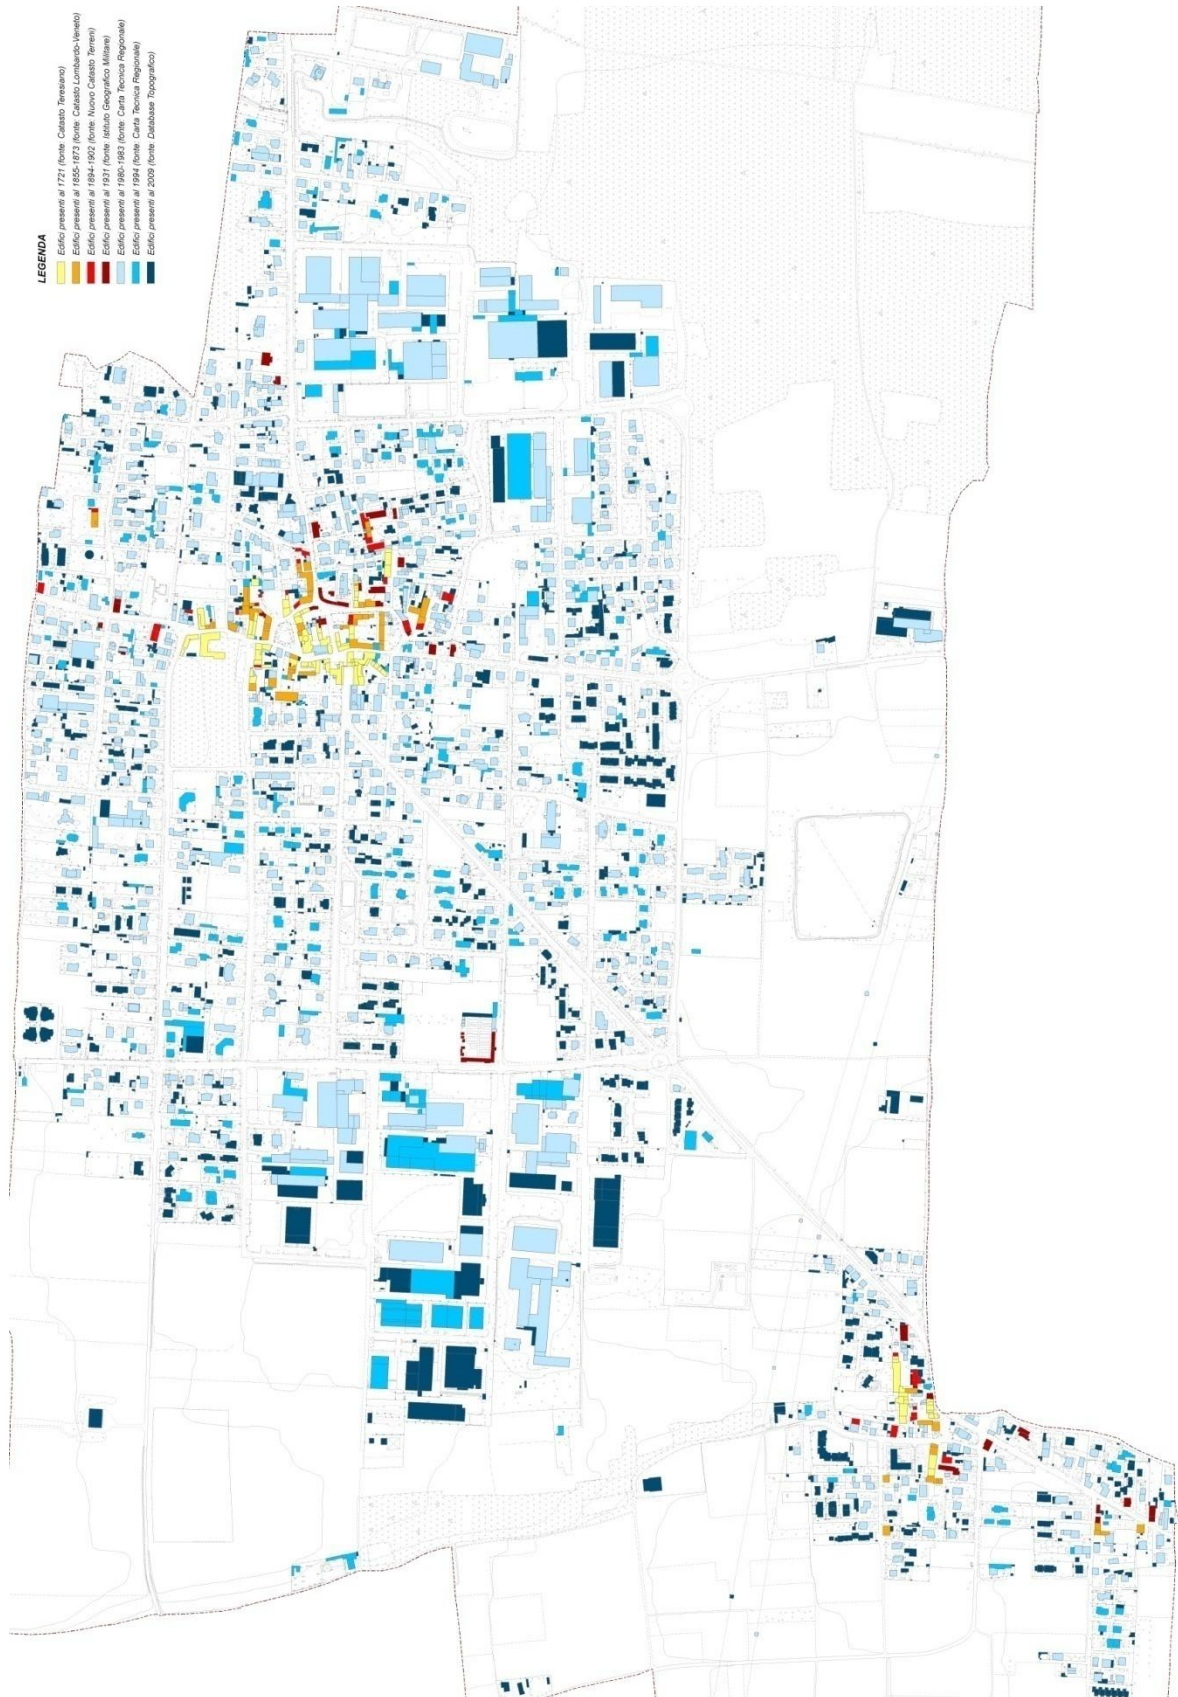 LEGENDA
Edifici presenti al 1721 (fonte: Catasto Teresiano)
Edifici presenti al 1855-1873 (fonte: Catasto Lombardo-Veneto)
Edifici presenti al 1894-1902 (fonte: Nuovo Catasto Terreni)
Edifici presenti al 1931 (fonte: Istituto Geografico Militare)
Edifici presenti al 1980-1983 (fonte: Carta Tecnica Regionale)
Edifici presenti al 1994 (fonte: Carta Tecnica Regionale)
Edifici presenti al 2009 (fonte: Database Topografico)